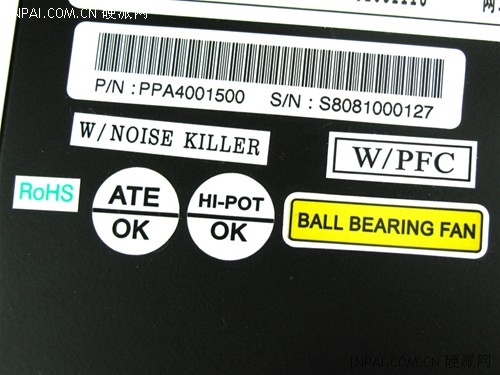 INPAI.COM.CN 硬派网
P/N : PPA4001500 S/N : S8081000127
W/NOISE KILLER
W/PFC
RoHS
ATE
OK
HI-POT
OK
BALL BEARING FAN
INPAI.COM.CN 硬派网